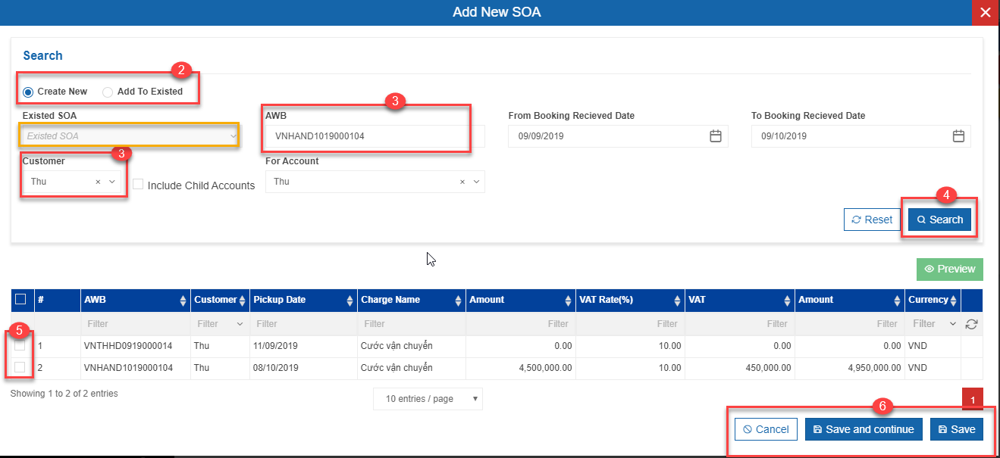 Add New SOA
Search
2
Create New Add To Existed
3
Existed SOA AWB From Booking Recieved Date To Booking Recieved Date
Existed SOA VNHAND1019000104 09/09/2019 09/10/2019
3
Customer For Account
Thu × Include Child Accounts Thu ×
4
Reset Search
Preview
# AWB Customer Pickup Date Charge Name Amount VAT Rate(%) VAT Amount Currency
Filter Filter Filter Filter Filter Filter Filter Filter Filter
5
1 VNTHHD0919000014 Thu 11/09/2019 Cước vận chuyển 0.00 10.00 0.00 0.00 VND
2 VNHAND1019000104 Thu 08/10/2019 Cước vận chuyển 4,500,000.00 10.00 450,000.00 4,950,000.00 VND
Showing 1 to 2 of 2 entries 10 entries / page 1
6
Cancel Save and continue Save